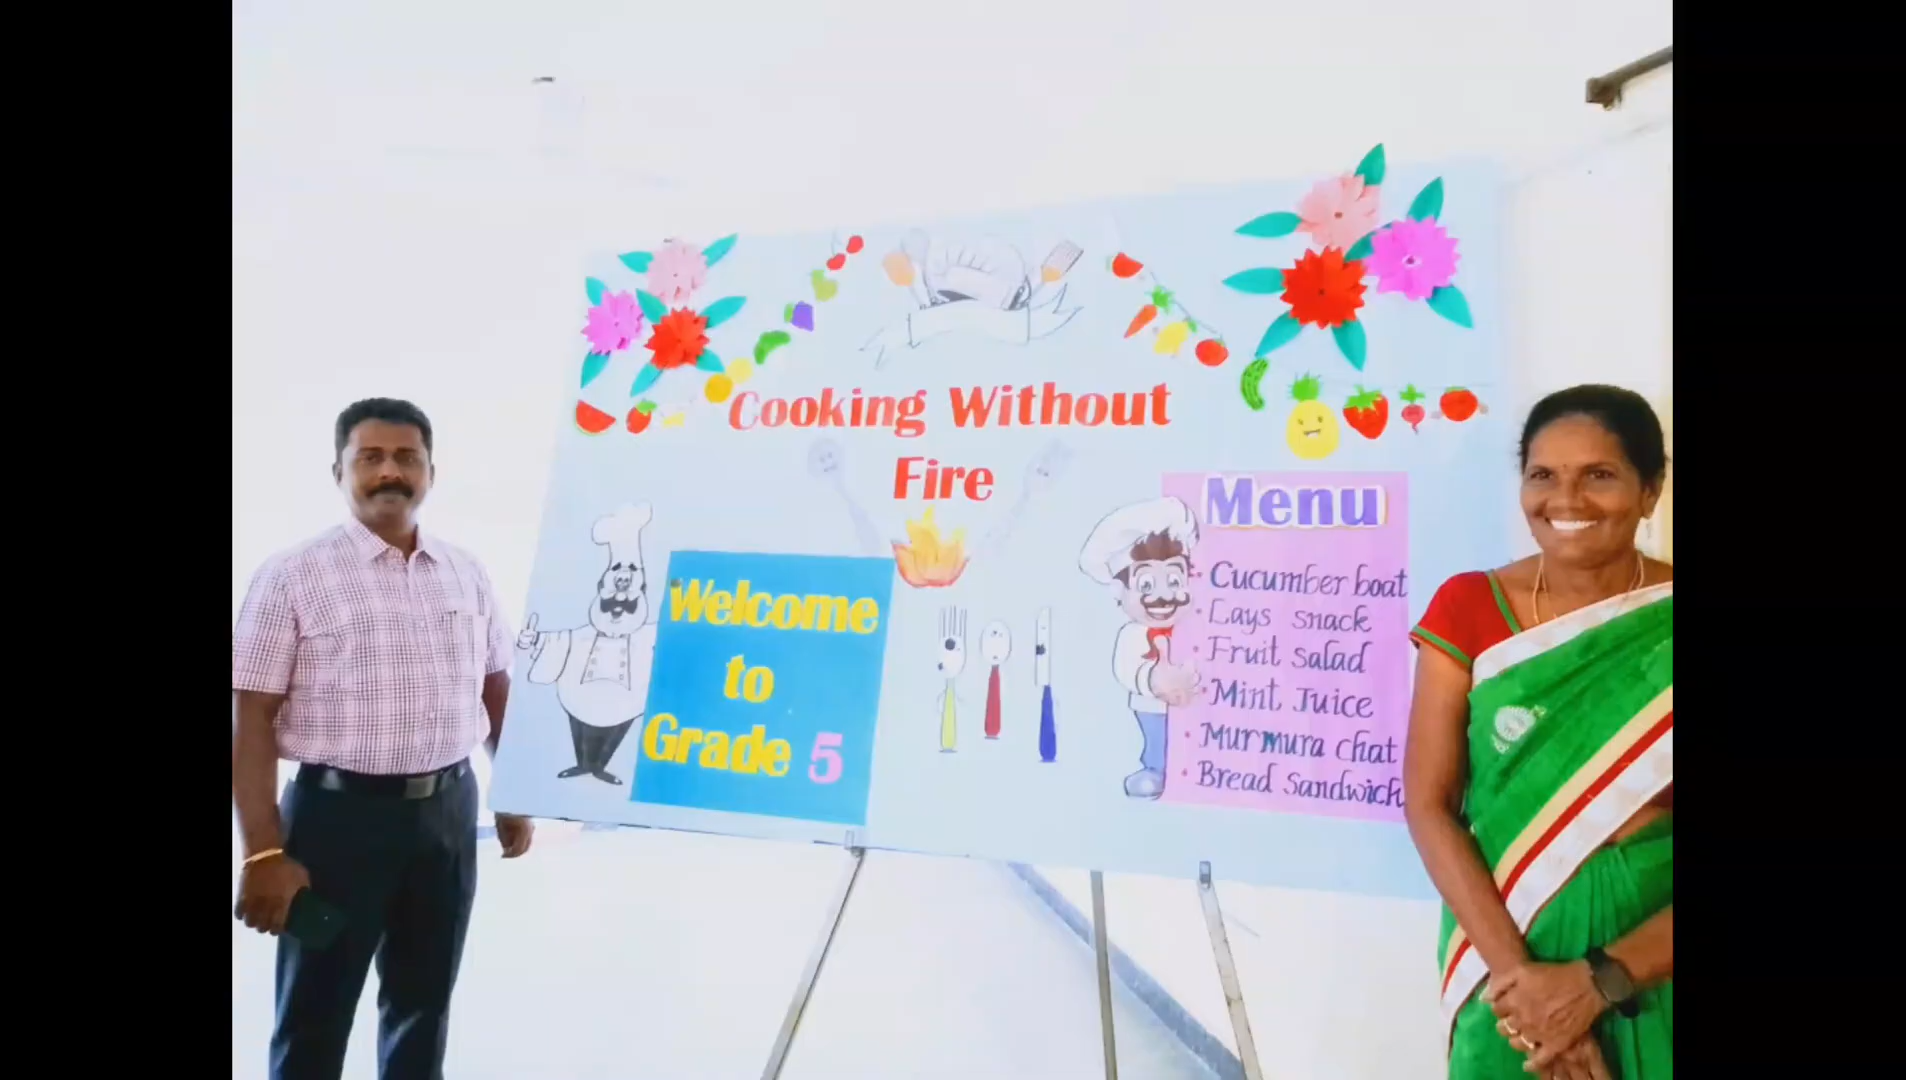 Cooking Without
Fire
Welcome
to
Grade 5
Menu
Cucumber boat
Lays snack
Fruit salad
Mint Juice
Murmura chat
Bread Sandwich